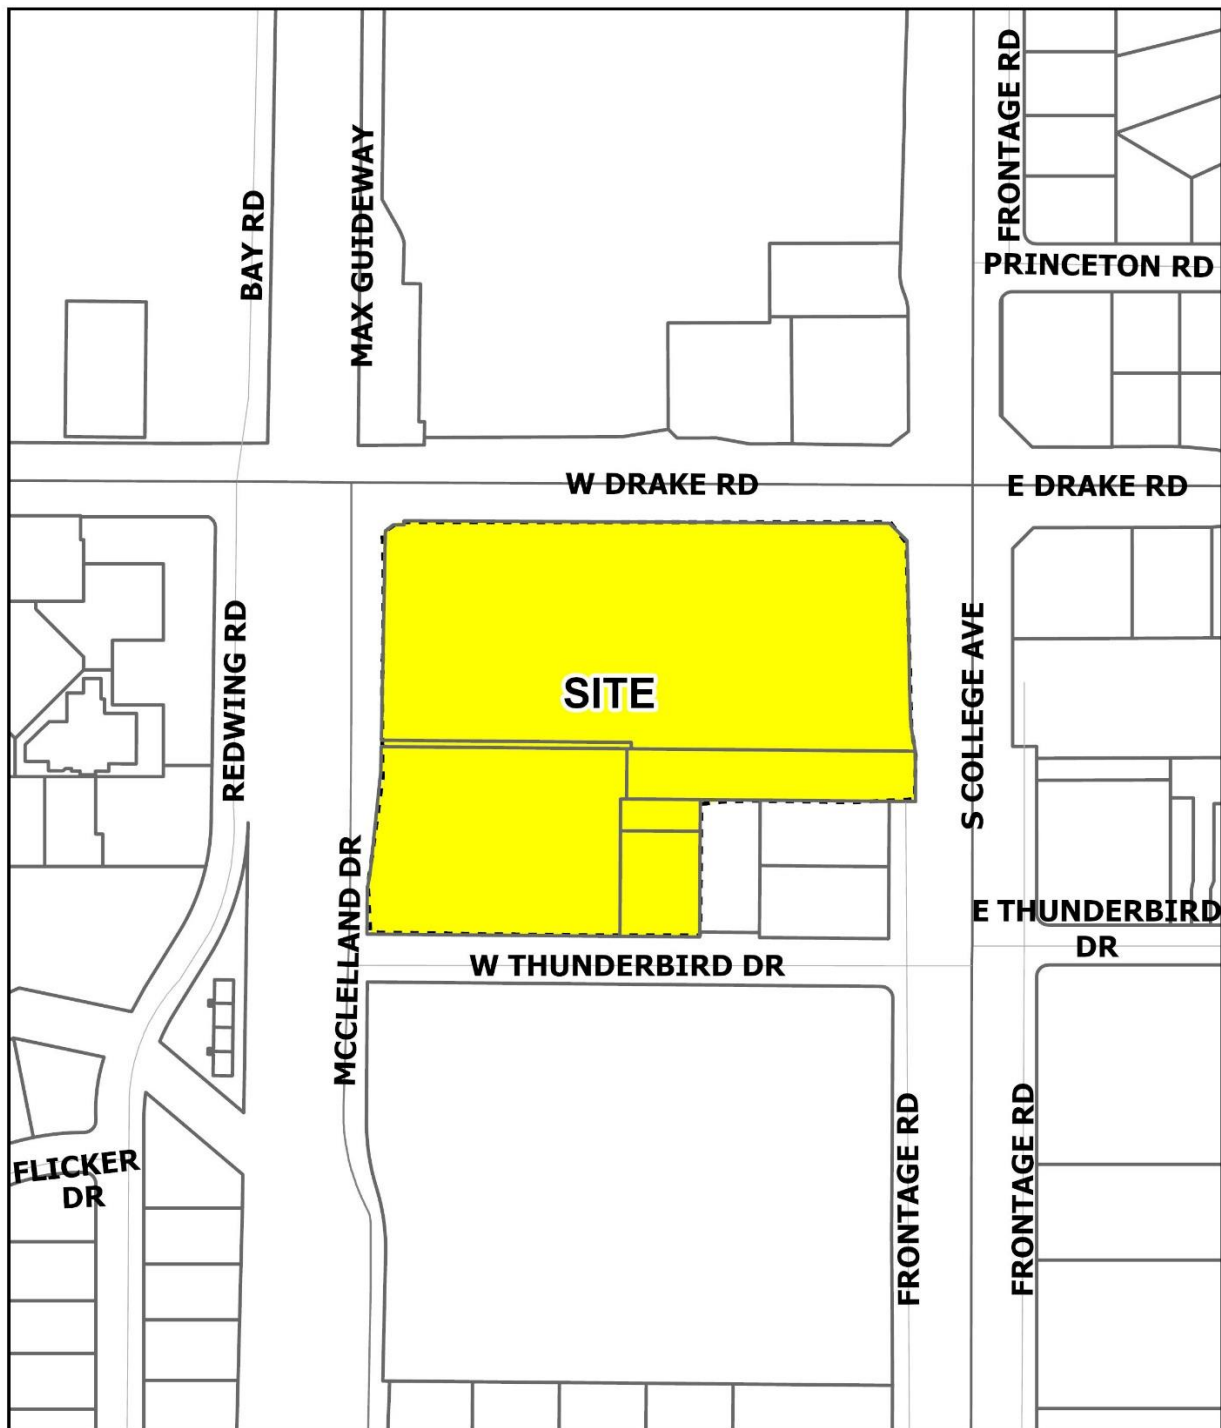 FRONTAGE RD
MAX GUIDEWAY
BAY RD
PRINCETON RD
W DRAKE RD
E DRAKE RD
SITE
REDWING RD
S COLLEGE AVE
MCCLELLAND DR
E THUNDERBIRD
DR
W THUNDERBIRD DR
FLICKER
DR
FRONTAGE RD
FRONTAGE RD